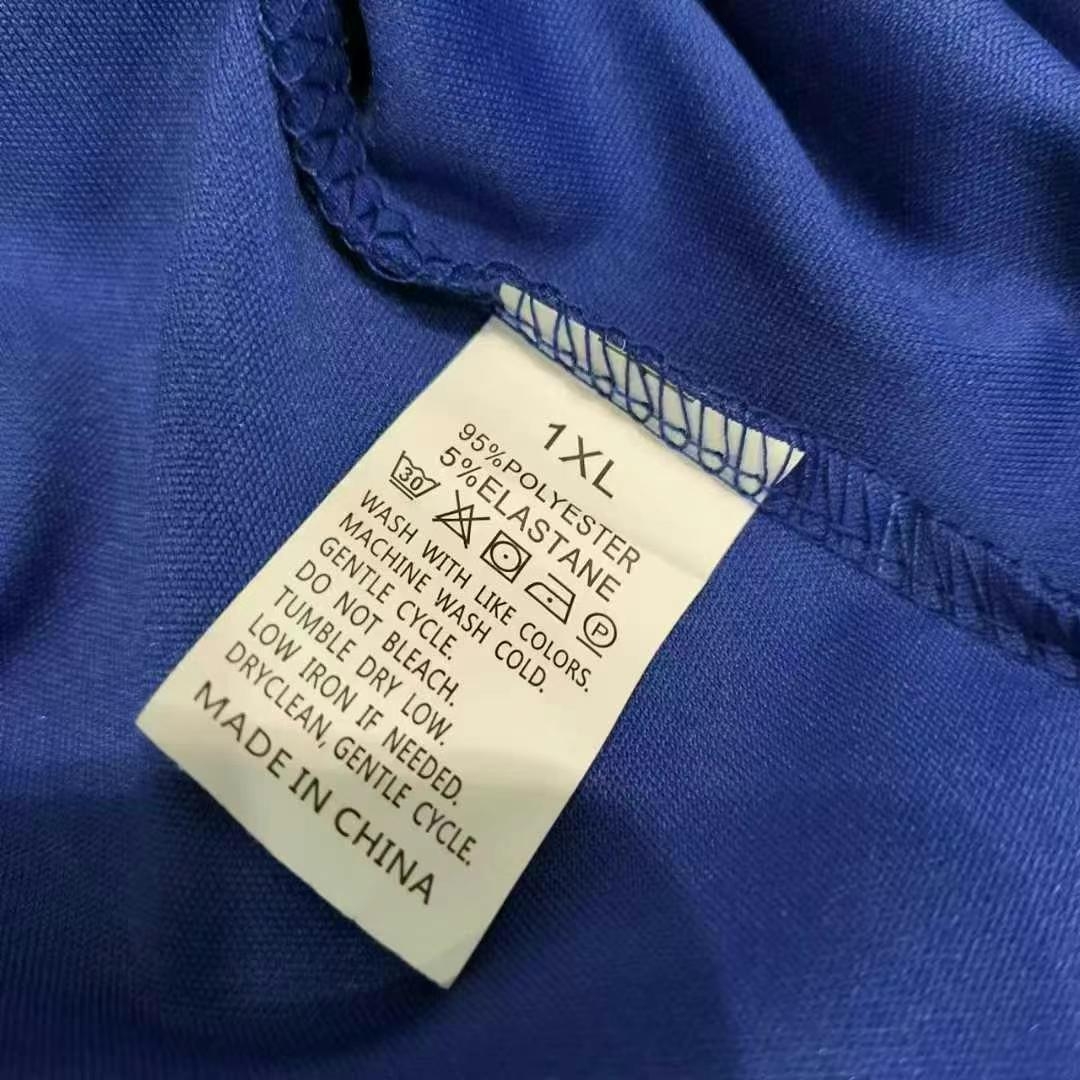 1XL
95%POLYESTER
5%ELASTANE
30 P
WASH WITH LIKE COLORS.
MACHINE WASH COLD.
GENTLE CYCLE.
DO NOT BLEACH.
TUMBLE DRY LOW.
LOW IRON IF NEEDED.
DRYCLEAN, GENTLE CYCLE.
MADE IN CHINA